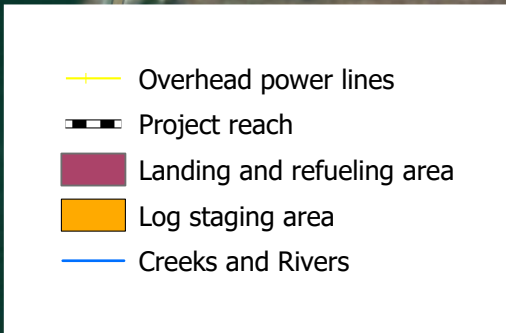 Overhead power lines
Project reach
Landing and refueling area
Log staging area
Creeks and Rivers